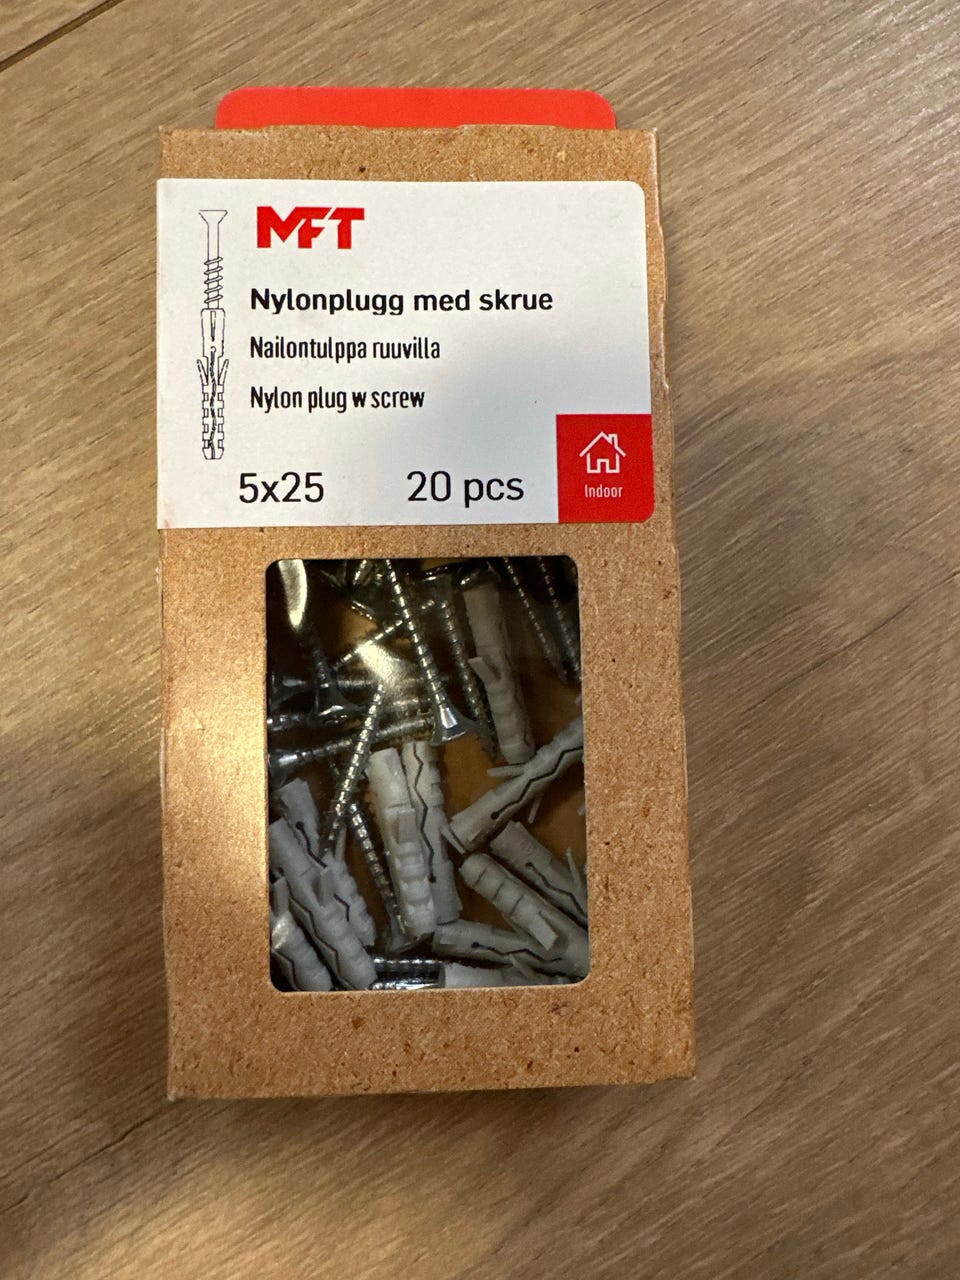 MFT
Nylonplugg med skrue
Nailontulppa ruuvilla
Nylon plug w screw
5x25 20 pcs
Indoor